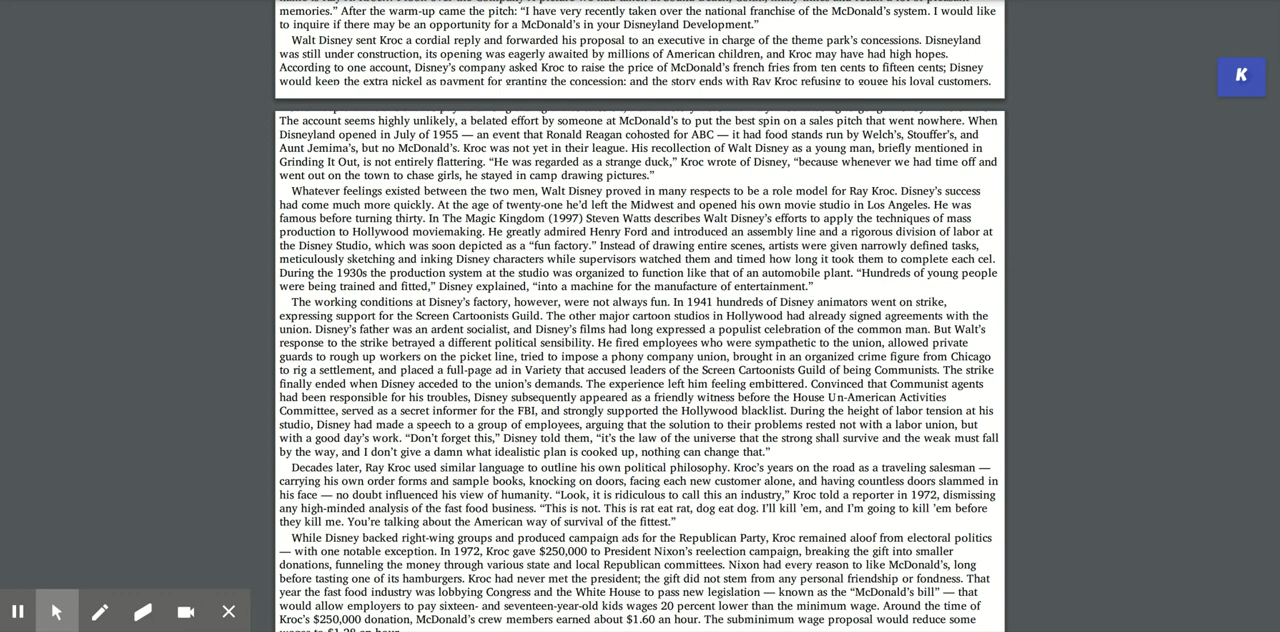 memories.” After the warm-up came the pitch: “I have very recently taken over the national franchise of the McDonald’s system. I would like
to inquire if there may be an opportunity for a McDonald’s in your Disneyland Development.”
Walt Disney sent Kroc a cordial reply and forwarded his proposal to an executive in charge of the theme park’s concessions. Disneyland
was still under construction, its opening was eagerly awaited by millions of American children, and Kroc may have had high hopes.
According to one account, Disney’s company asked Kroc to raise the price of McDonald’s french fries from ten cents to fifteen cents; Disney
would keep the extra nickel as payment for granting the concession; and the story ends with Ray Kroc refusing to gouge his loyal customers.
K
The account seems highly unlikely, a belated effort by someone at McDonald’s to put the best spin on a sales pitch that went nowhere. When
Disneyland opened in July of 1955 — an event that Ronald Reagan cohosted for ABC — it had food stands run by Welch’s, Stouffer’s, and
Aunt Jemima’s, but no McDonald’s. Kroc was not yet in their league. His recollection of Walt Disney as a young man, briefly mentioned in
Grinding It Out, is not entirely flattering. “He was regarded as a strange duck,” Kroc wrote of Disney, “because whenever we had time off and
went out on the town to chase girls, he stayed in camp drawing pictures.”
Whatever feelings existed between the two men, Walt Disney proved in many respects to be a role model for Ray Kroc. Disney’s success
had come much more quickly. At the age of twenty-one he’d left the Midwest and opened his own movie studio in Los Angeles. He was
famous before turning thirty. In The Magic Kingdom (1997) Steven Watts describes Walt Disney’s efforts to apply the techniques of mass
production to Hollywood moviemaking. He greatly admired Henry Ford and introduced an assembly line and a rigorous division of labor at
the Disney Studio, which was soon depicted as a “fun factory.” Instead of drawing entire scenes, artists were given narrowly defined tasks,
meticulously sketching and inking Disney characters while supervisors watched them and timed how long it took them to complete each cel.
During the 1930s the production system at the studio was organized to function like that of an automobile plant. “Hundreds of young people
were being trained and fitted,” Disney explained, “into a machine for the manufacture of entertainment.”
The working conditions at Disney’s factory, however, were not always fun. In 1941 hundreds of Disney animators went on strike,
expressing support for the Screen Cartoonists Guild. The other major cartoon studios in Hollywood had already signed agreements with the
union. Disney’s father was an ardent socialist, and Disney’s films had long expressed a populist celebration of the common man. But Walt’s
response to the strike betrayed a different political sensibility. He fired employees who were sympathetic to the union, allowed private
guards to rough up workers on the picket line, tried to impose a phony company union, brought in an organized crime figure from Chicago
to rig a settlement, and placed a full-page ad in Variety that accused leaders of the Screen Cartoonists Guild of being Communists. The strike
finally ended when Disney acceded to the union’s demands. The experience left him feeling embittered. Convinced that Communist agents
had been responsible for his troubles, Disney subsequently appeared as a friendly witness before the House Un-American Activities
Committee, served as a secret informer for the FBI, and strongly supported the Hollywood blacklist. During the height of labor tension at his
studio, Disney had made a speech to a group of employees, arguing that the solution to their problems rested not with a labor union, but
with a good day’s work. “Don’t forget this,” Disney told them, “it’s the law of the universe that the strong shall survive and the weak must fall
by the way, and I don’t give a damn what idealistic plan is cooked up, nothing can change that.”
Decades later, Ray Kroc used similar language to outline his own political philosophy. Kroc’s years on the road as a traveling salesman —
carrying his own order forms and sample books, knocking on doors, facing each new customer alone, and having countless doors slammed in
his face — no doubt influenced his view of humanity. “Look, it is ridiculous to call this an industry,” Kroc told a reporter in 1972, dismissing
any high-minded analysis of the fast food business. “This is not. This is rat eat rat, dog eat dog. I’ll kill ’em, and I’m going to kill ’em before
they kill me. You’re talking about the American way of survival of the fittest.”
While Disney backed right-wing groups and produced campaign ads for the Republican Party, Kroc remained aloof from electoral politics
— with one notable exception. In 1972, Kroc gave $250,000 to President Nixon’s reelection campaign, breaking the gift into smaller
donations, funneling the money through various state and local Republican committees. Nixon had every reason to like McDonald’s, long
before tasting one of its hamburgers. Kroc had never met the president; the gift did not stem from any personal friendship or fondness. That
year the fast food industry was lobbying Congress and the White House to pass new legislation — known as the “McDonald’s bill” — that
would allow employers to pay sixteen- and seventeen-year-old kids wages 20 percent lower than the minimum wage. Around the time of
Kroc’s $250,000 donation, McDonald’s crew members earned about $1.60 an hour. The subminimum wage proposal would reduce some